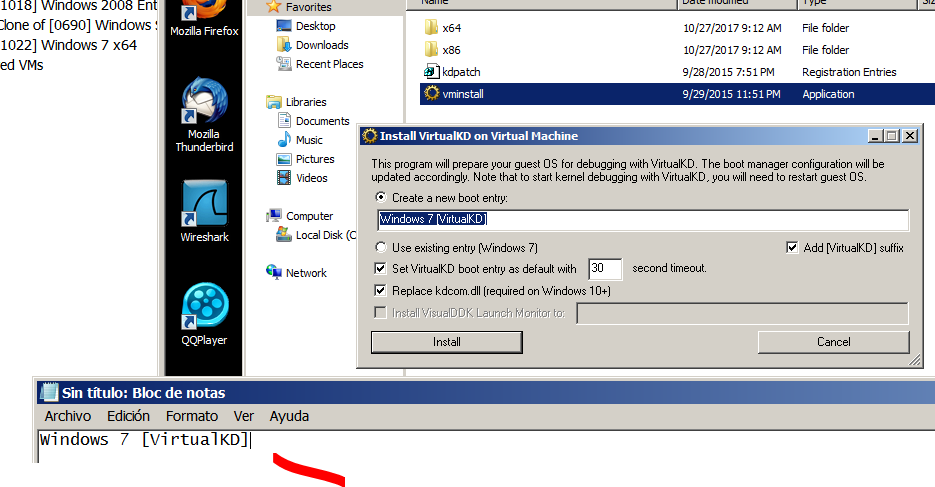 1018] Windows 2008 Ent
Clone of [0690] Windows S
1022] Windows 7 x64
ed VMs
Mozilla Firefox
Mozilla
Thunderbird
Wireshark
QQPlayer
Favorites
Desktop
Downloads
Recent Places
Libraries
Documents
Music
Pictures
Videos
Computer
Local Disk (C
Network
Name Date modified Type Siz
x64 10/27/2017 9:12 AM File folder
x86 10/27/2017 9:12 AM File folder
kdpatch 9/28/2015 7:51 PM Registration Entries
vminstall 9/29/2015 11:51 PM Application
Install VirtualKD on Virtual Machine
This program will prepare your guest OS for debugging with VirtualKD. The boot manager configuration will be
updated accordingly. Note that to start kernel debugging with VirtualKD, you will need to restart guest OS.
Create a new boot entry:
Windows 7 [VirtualKD]
Use existing entry (Windows 7) Add [VirtualKD] suffix
Set VirtualKD boot entry as default with 30 second timeout.
Replace kdcom.dll (required on Windows 10+)
Install VisualDDK Launch Monitor to:
Install Cancel
Sin título: Bloc de notas
Archivo Edición Formato Ver Ayuda
Windows 7 [VirtualKD]